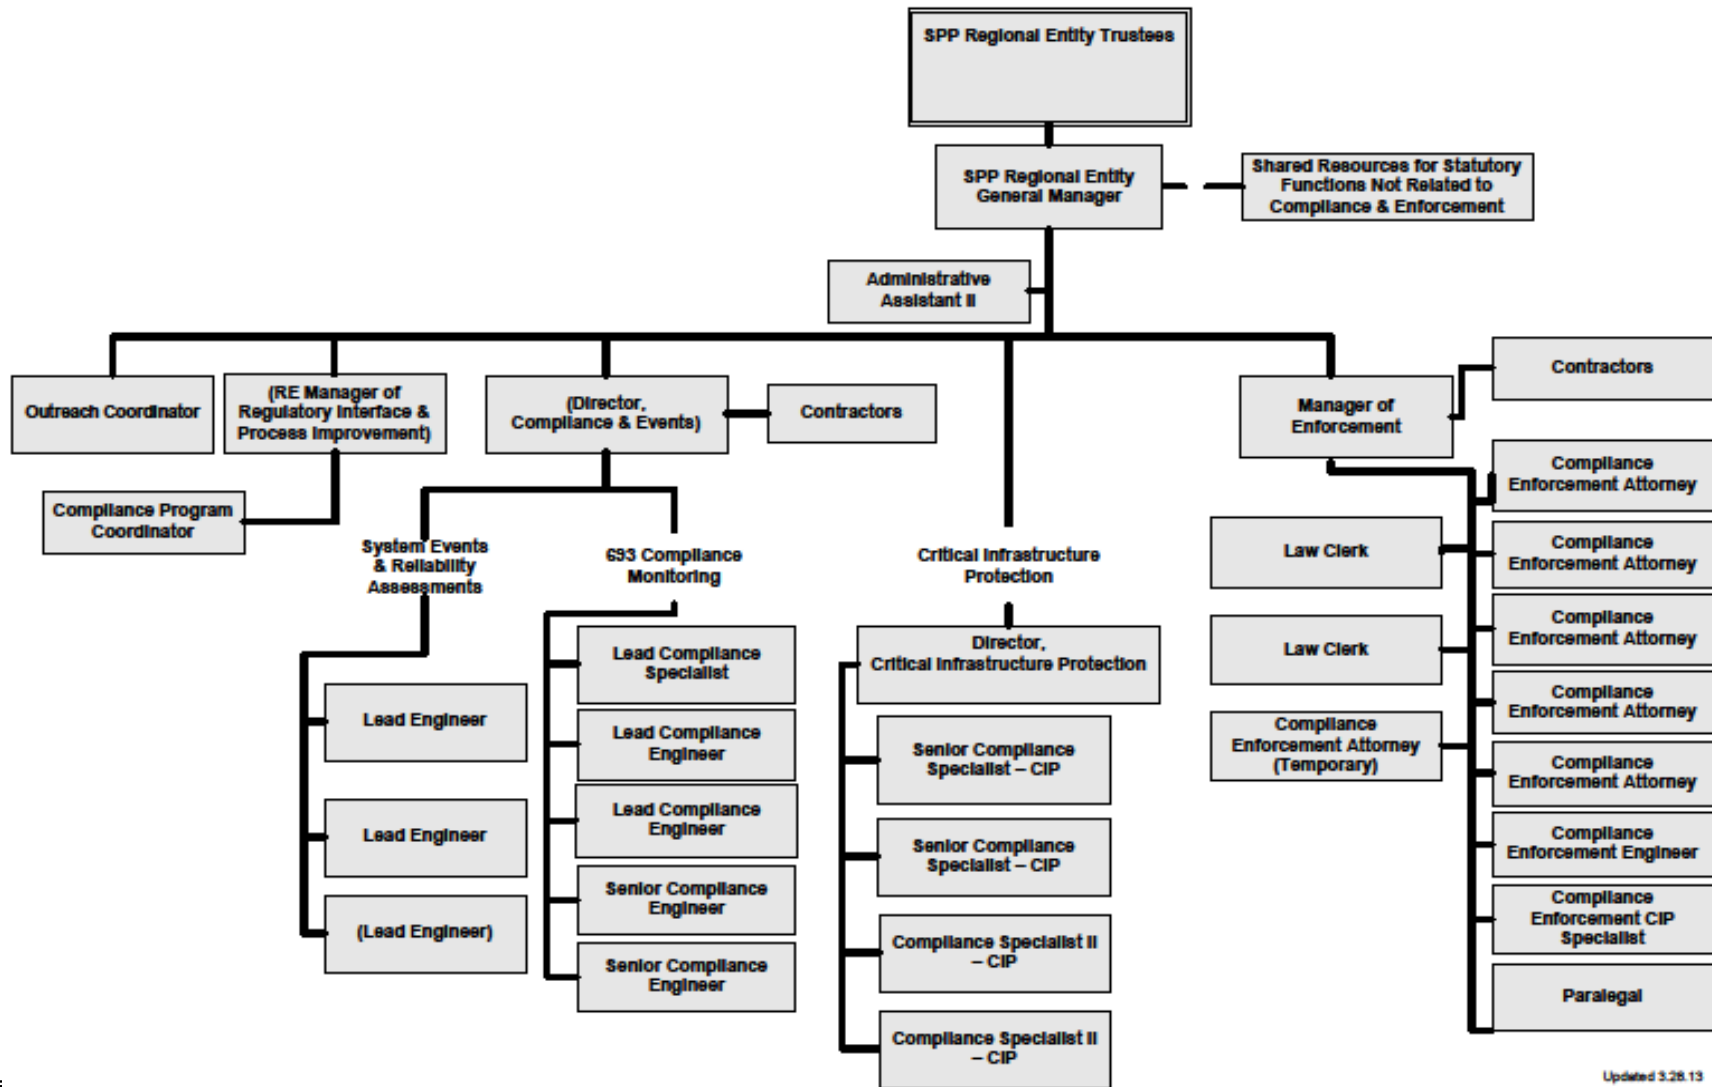 SPP Regional Entity Trustees
SPP Regional Entity
General Manager
Shared Resources for Statutory
Functions Not Related to
Compliance & Enforcement
Administrative
Assistant II
Outreach Coordinator
(RE Manager of
Regulatory Interface &
Process Improvement)
(Director,
Compliance & Events)
Contractors
Manager of
Enforcement
Contractors
Compliance Program
Coordinator
System Events
& Reliability
Assessments
693 Compliance
Monitoring
Critical Infrastructure
Protection
Lead Engineer
Lead Engineer
(Lead Engineer)
Lead Compliance
Specialist
Lead Compliance
Engineer
Lead Compliance
Engineer
Senior Compliance
Engineer
Senior Compliance
Engineer
Director,
Critical Infrastructure Protection
Senior Compliance
Specialist – CIP
Senior Compliance
Specialist – CIP
Compliance Specialist II
– CIP
Compliance Specialist II
– CIP
Law Clerk
Law Clerk
Compliance
Enforcement Attorney
(Temporary)
Compliance
Enforcement Attorney
Compliance
Enforcement Attorney
Compliance
Enforcement Attorney
Compliance
Enforcement Attorney
Compliance
Enforcement Attorney
Compliance
Enforcement Engineer
Compliance
Enforcement CIP
Specialist
Paralegal
Updated 3.28.13